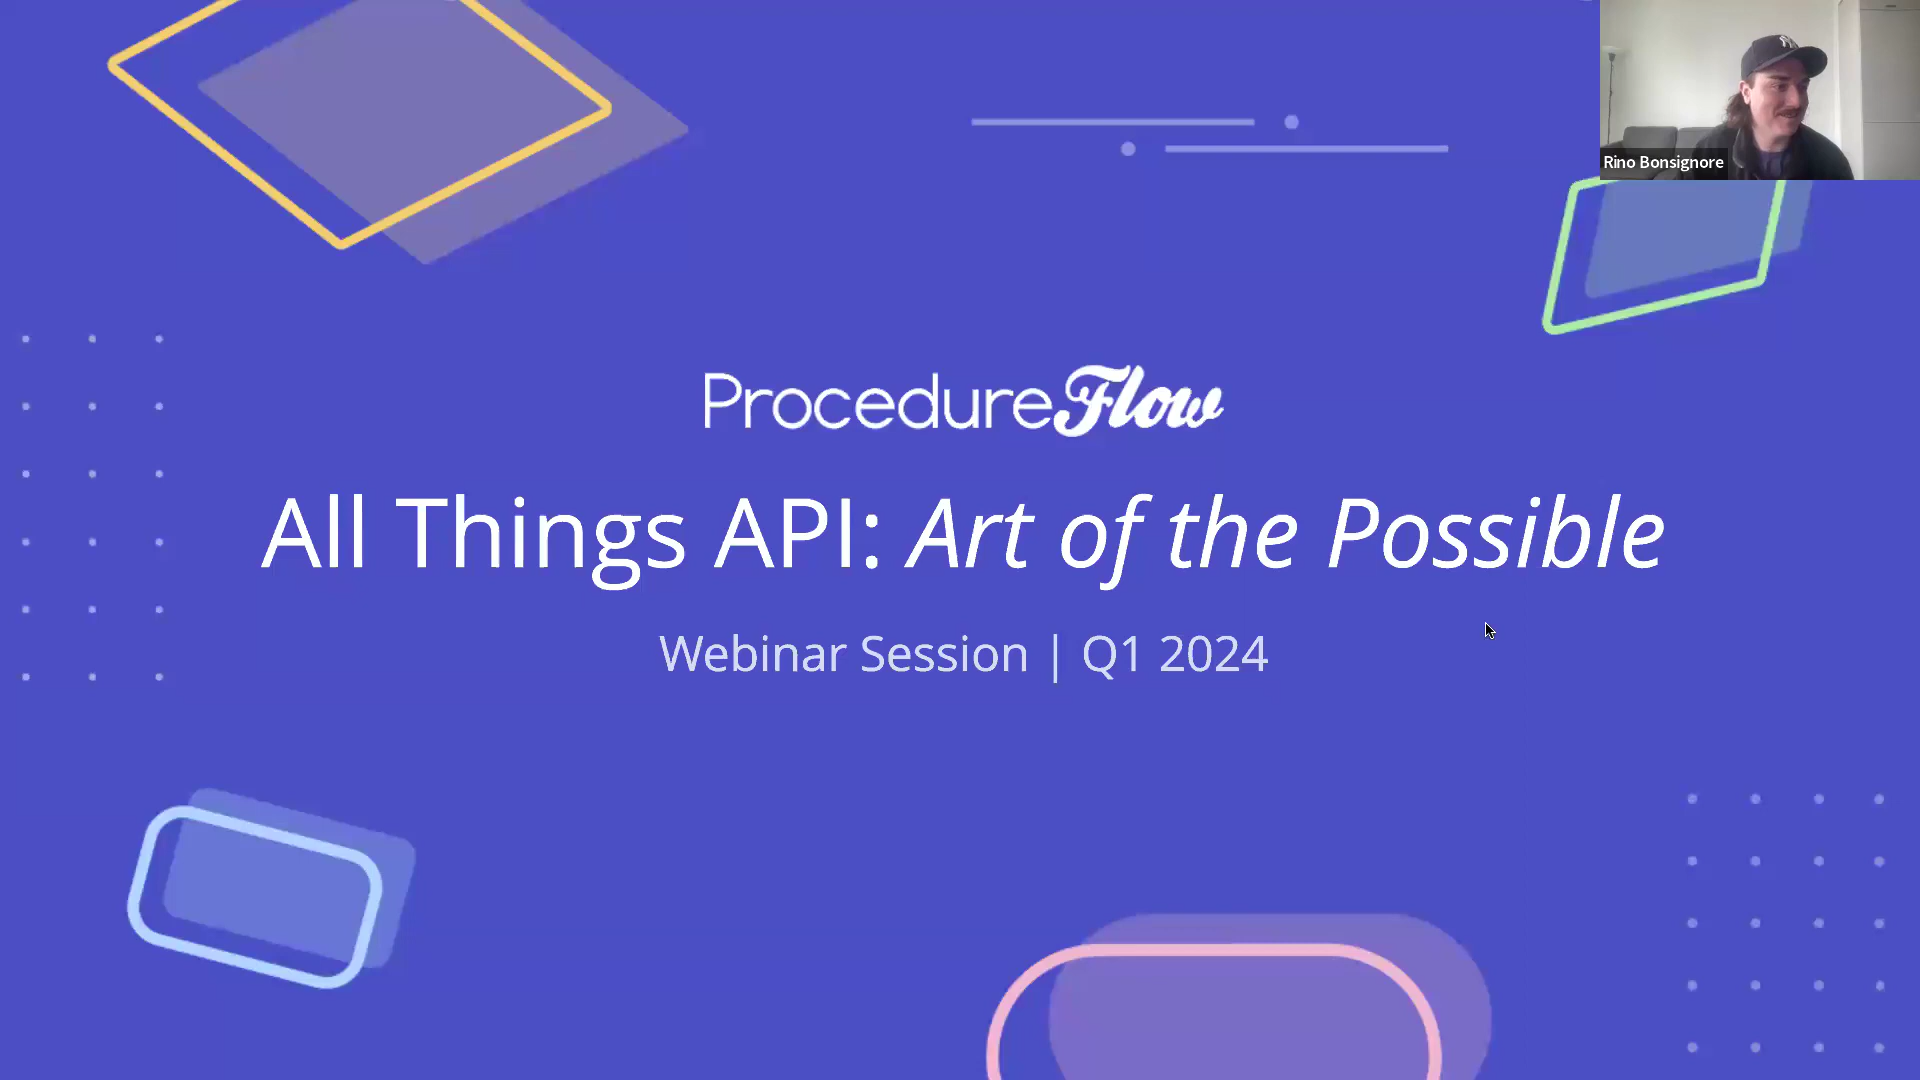 Rino Bonsignore
ProcedureFlow
All Things API: Art of the Possible
Webinar Session | Q1 2024